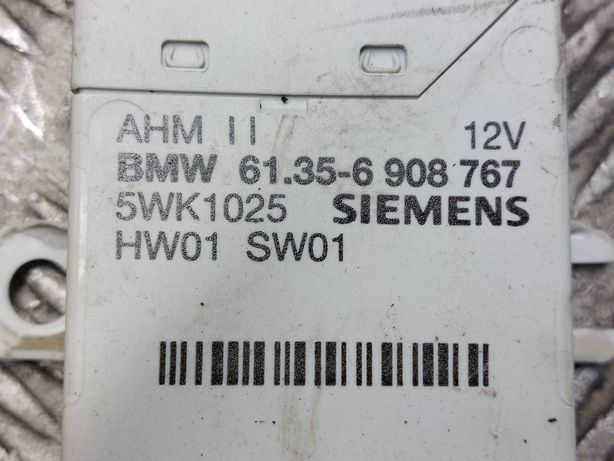 AHM II 12V
BMW 61.35-6 908 767
5WK1025 SIEMENS
HW01 SW01